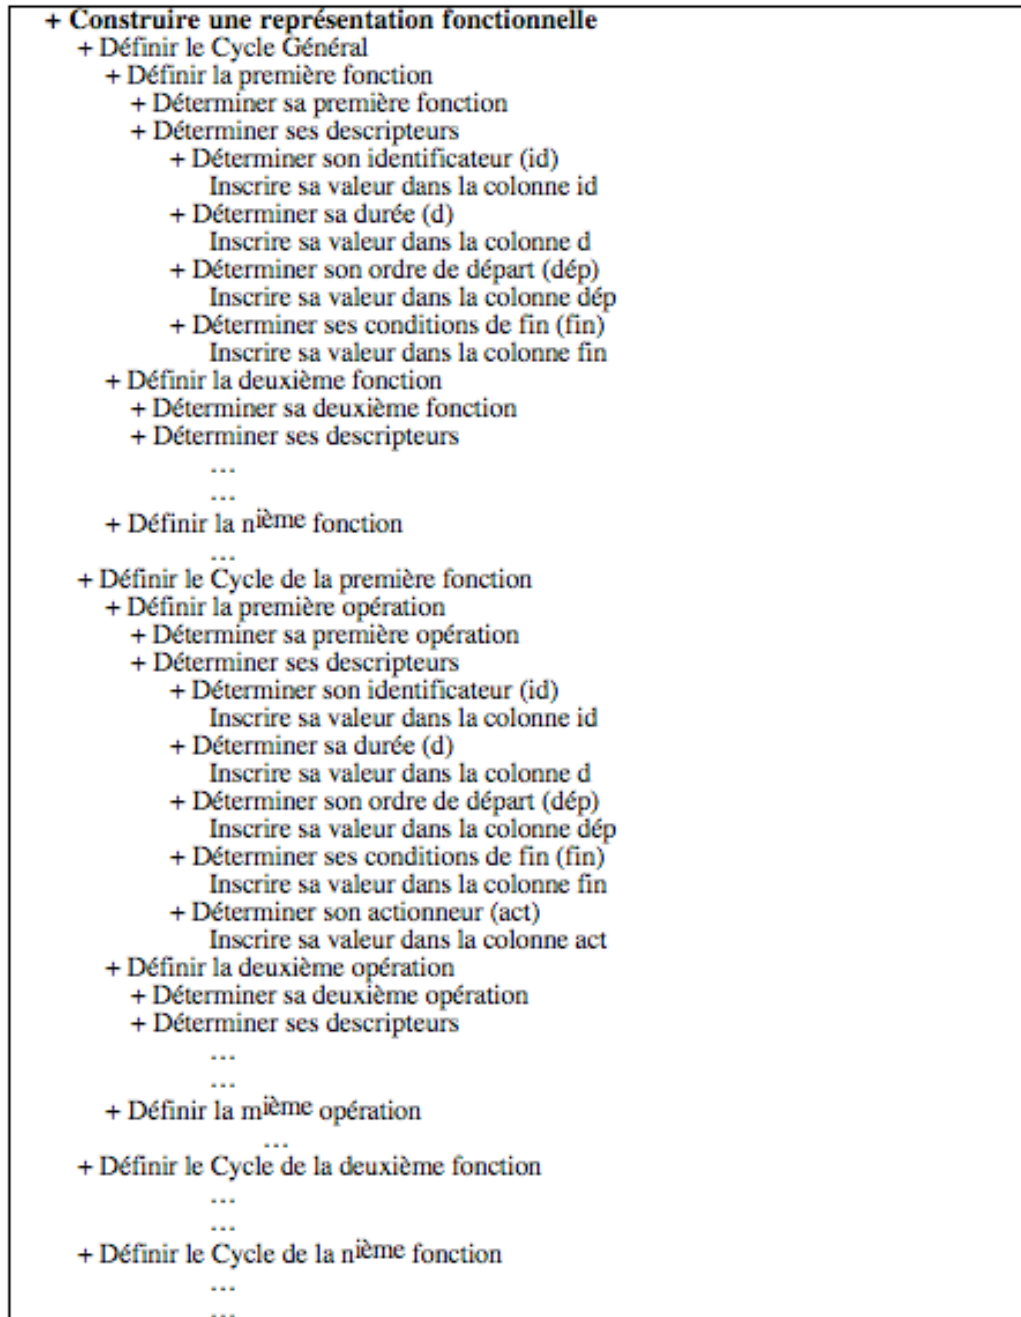 + Construire une représentation fonctionnelle
+ Définir le Cycle Général
+ Définir la première fonction
+ Déterminer sa première fonction
+ Déterminer ses descripteurs
+ Déterminer son identificateur (id)
Inscrire sa valeur dans la colonne id
+ Déterminer sa durée (d)
Inscrire sa valeur dans la colonne d
+ Déterminer son ordre de départ (dép)
Inscrire sa valeur dans la colonne dép
+ Déterminer ses conditions de fin (fin)
Inscrire sa valeur dans la colonne fin
+ Définir la deuxième fonction
+ Déterminer sa deuxième fonction
+ Déterminer ses descripteurs
...
...
+ Définir la nième fonction
...
+ Définir le Cycle de la première fonction
+ Définir la première opération
+ Déterminer sa première opération
+ Déterminer ses descripteurs
+ Déterminer son identificateur (id)
Inscrire sa valeur dans la colonne id
+ Déterminer sa durée (d)
Inscrire sa valeur dans la colonne d
+ Déterminer son ordre de départ (dép)
Inscrire sa valeur dans la colonne dép
+ Déterminer ses conditions de fin (fin)
Inscrire sa valeur dans la colonne fin
+ Déterminer son actionneur (act)
Inscrire sa valeur dans la colonne act
+ Définir la deuxième opération
+ Déterminer sa deuxième opération
+ Déterminer ses descripteurs
...
...
+ Définir la mième opération
...
+ Définir le Cycle de la deuxième fonction
...
...
+ Définir le Cycle de la nième fonction
...
...